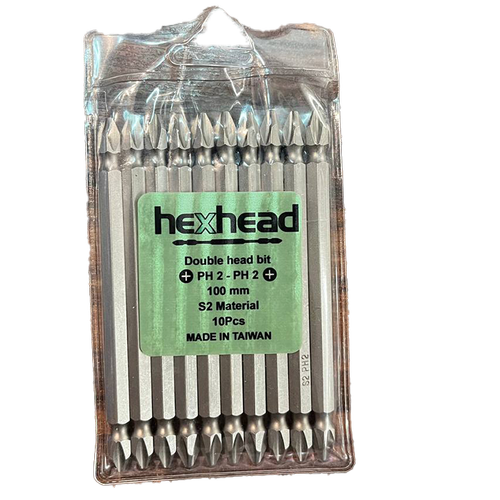 hexhead
Double head bit
PH 2 - PH 2
100 mm
S2 Material
10Pcs
MADE IN TAIWAN
S2 PH2